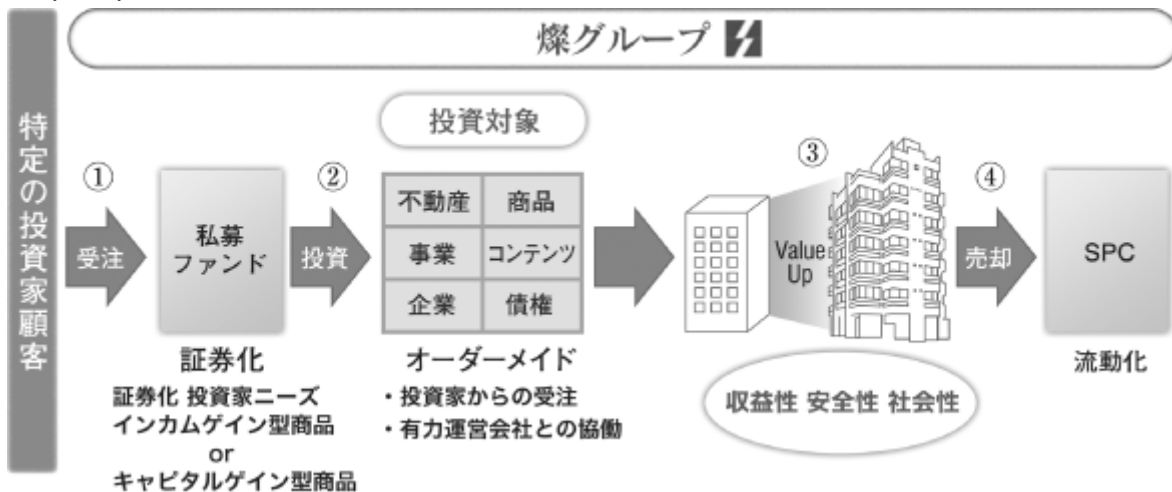 燦グループ
特定の投資家顧客
投資対象
①
受注
私募
ファンド
証券化
証券化 投資家ニーズ
インカムゲイン型商品
or
キャピタルゲイン型商品
②
投資
不動産 商品
事業 コンテンツ
企業 債権
オーダーメイド
・投資家からの受注
・有力運営会社との協働
③
Value
Up
収益性 安全性 社会性
④
売却
SPC
流動化